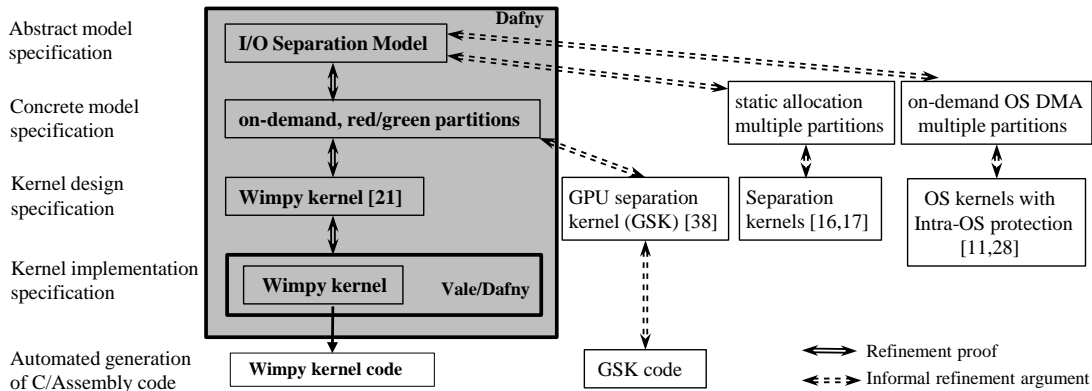 Dafny
Abstract model
specification
I/O Separation Model
Concrete model
specification
on-demand, red/green partitions
static allocation
multiple partitions
on-demand OS DMA
multiple partitions
Kernel design
specification
Wimpy kernel [21]
GPU separation
kernel (GSK) [38]
Separation
kernels [16,17]
OS kernels with
Intra-OS protection
[11,28]
Kernel implementation
specification
Wimpy kernel
Vale/Dafny
Automated generation
of C/Assembly code
Wimpy kernel code
GSK code
Refinement proof
Informal refinement argument